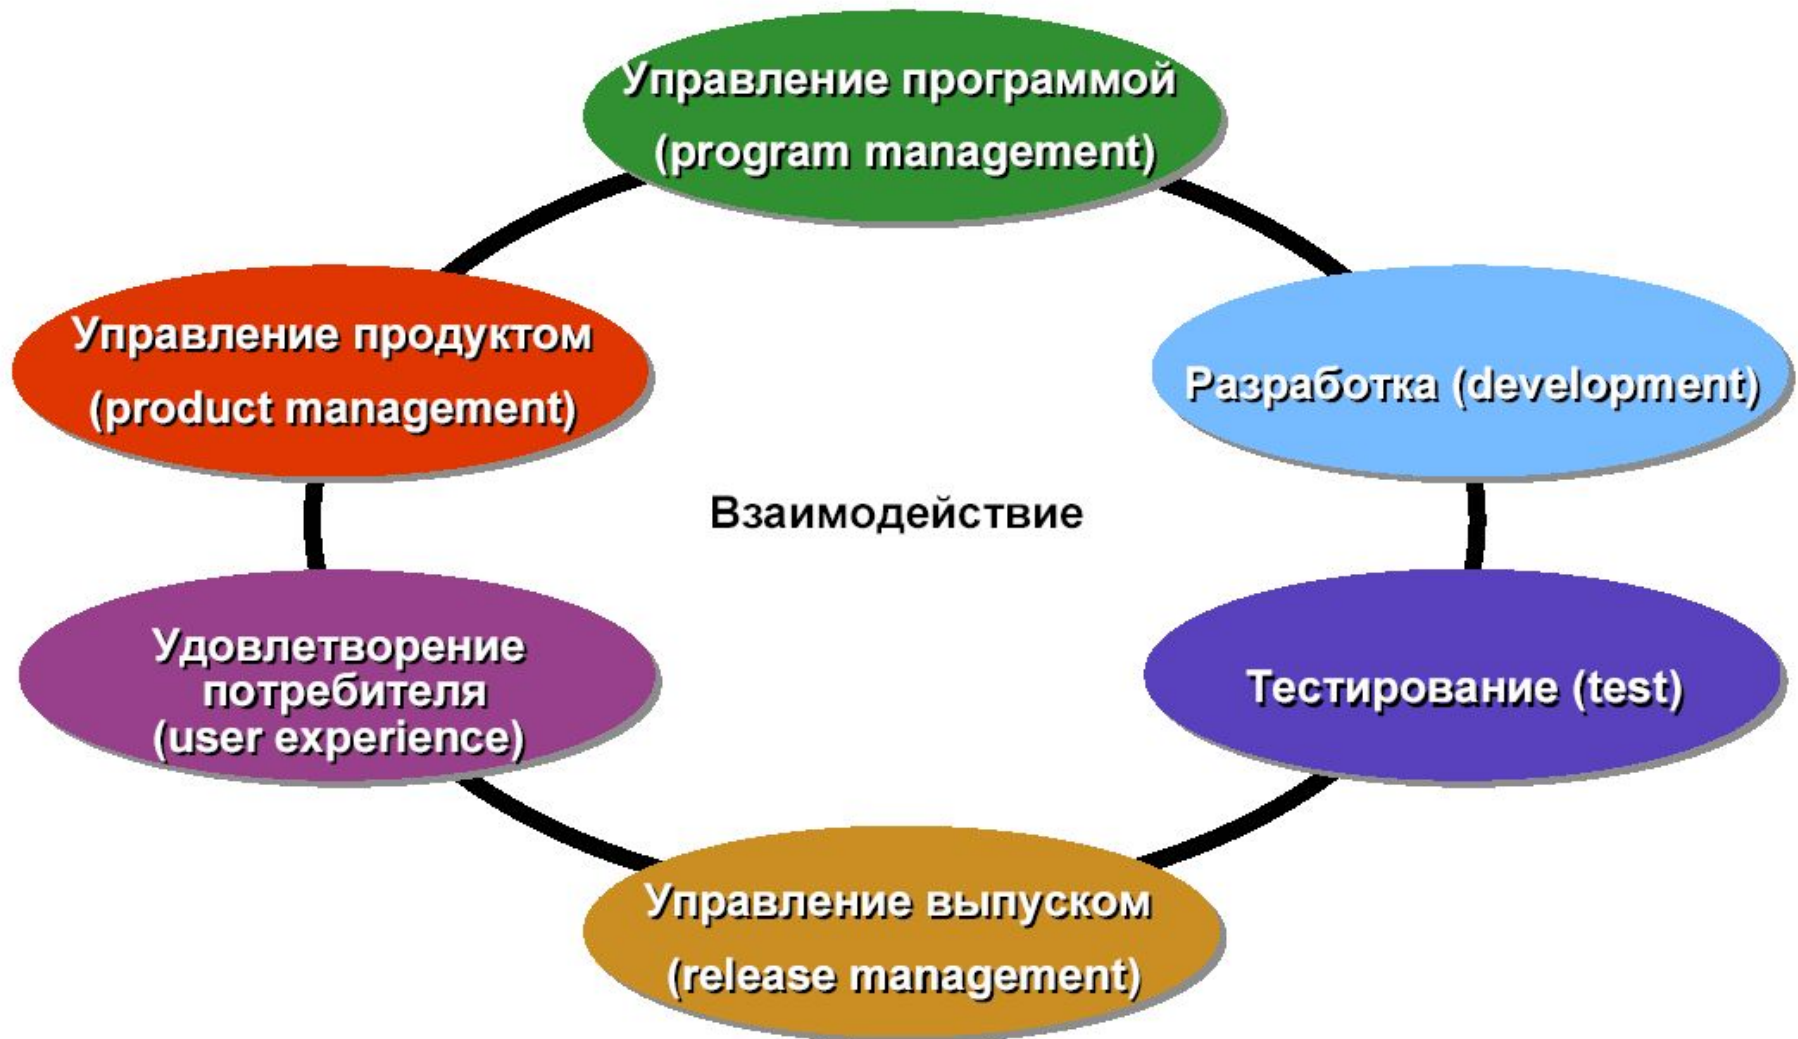 Управление программой
(program management)
Управление продуктом
(product management)
Разработка (development)
Взаимодействие
Удовлетворение
потребителя
(user experience)
Тестирование (test)
Управление выпуском
(release management)